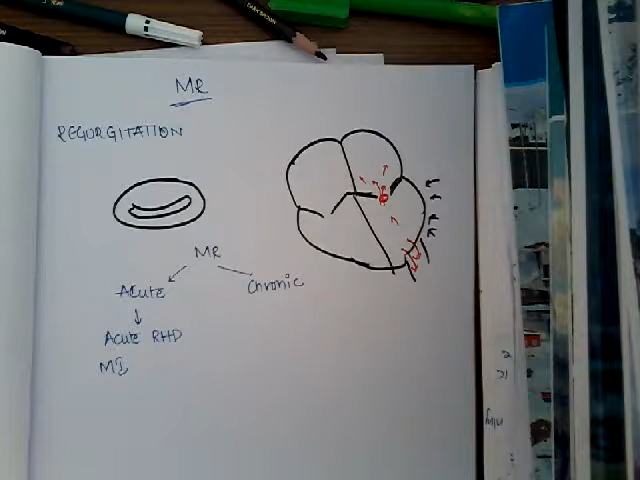 MR
REGURGITATION
MR
Acute
Chronic
Acute RHD
MI